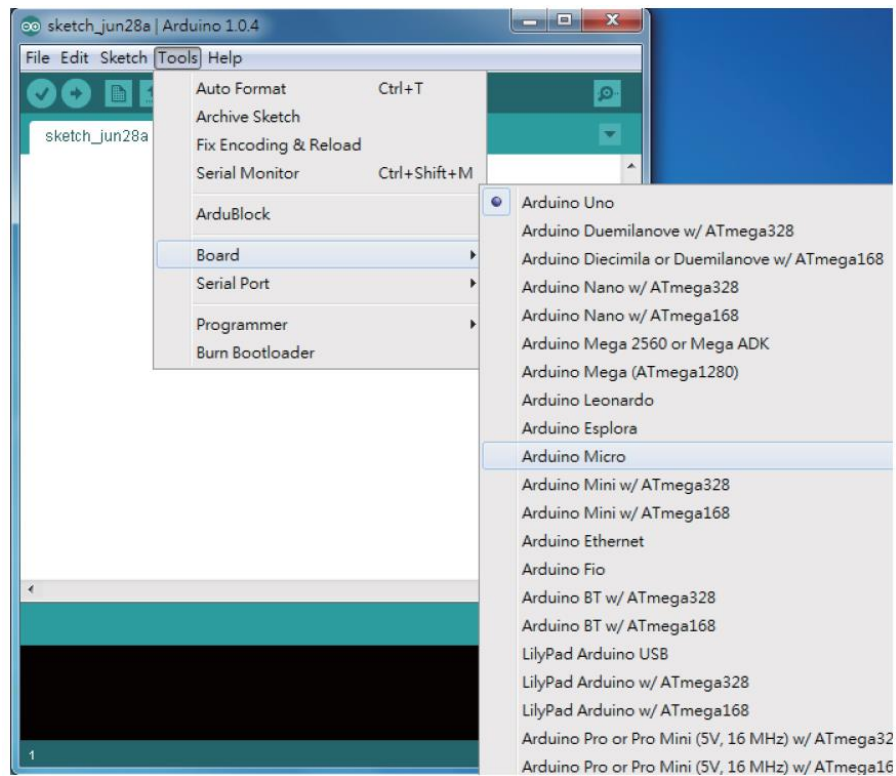 sketch_jun28a | Arduino 1.0.4
File Edit Sketch Tools Help
sketch_jun28a
Auto Format Ctrl+T
Archive Sketch
Fix Encoding & Reload
Serial Monitor Ctrl+Shift+M
ArduBlock
Board
Serial Port
Programmer
Burn Bootloader
Arduino Uno
Arduino Duemilanove w/ ATmega328
Arduino Diecimila or Duemilanove w/ ATmega168
Arduino Nano w/ ATmega328
Arduino Nano w/ ATmega168
Arduino Mega 2560 or Mega ADK
Arduino Mega (ATmega1280)
Arduino Leonardo
Arduino Esplora
Arduino Micro
Arduino Mini w/ ATmega328
Arduino Mini w/ ATmega168
Arduino Ethernet
Arduino Fio
Arduino BT w/ ATmega328
Arduino BT w/ ATmega168
LilyPad Arduino USB
LilyPad Arduino w/ ATmega328
LilyPad Arduino w/ ATmega168
Arduino Pro or Pro Mini (5V, 16 MHz) w/ ATmega32
Arduino Pro or Pro Mini (5V, 16 MHz) w/ ATmega16
1